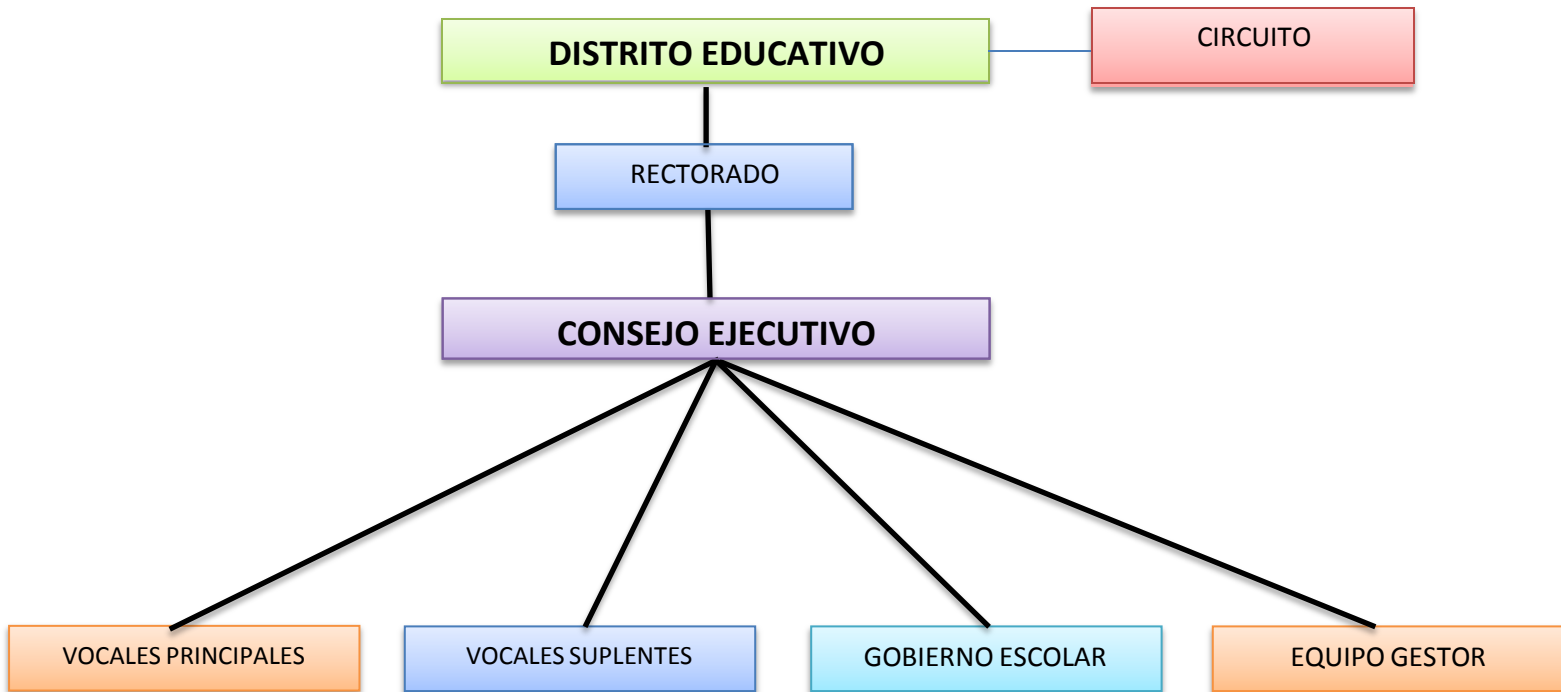 DISTRITO EDUCATIVO
CIRCUITO
RECTORADO
CONSEJO EJECUTIVO
VOCALES PRINCIPALES
VOCALES SUPLENTES
GOBIERNO ESCOLAR
EQUIPO GESTOR